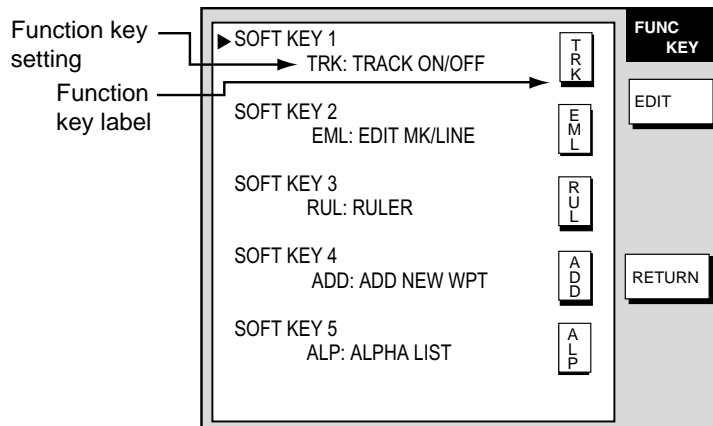 Function key
setting
Function
key label
▶SOFT KEY 1
TRK: TRACK ON/OFF
TRK
SOFT KEY 2
EML: EDIT MK/LINE
EML
SOFT KEY 3
RUL: RULER
RUL
SOFT KEY 4
ADD: ADD NEW WPT
ADD
SOFT KEY 5
ALP: ALPHA LIST
ALP
FUNC
KEY
EDIT
RETURN